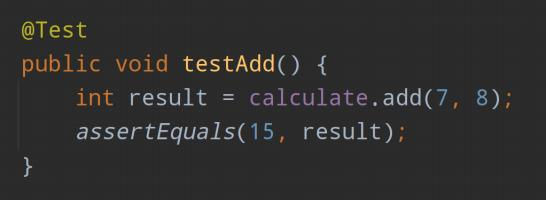 @Test
public void testAdd() {
    int result = calculate.add(7, 8);
    assertEquals(15, result);
}